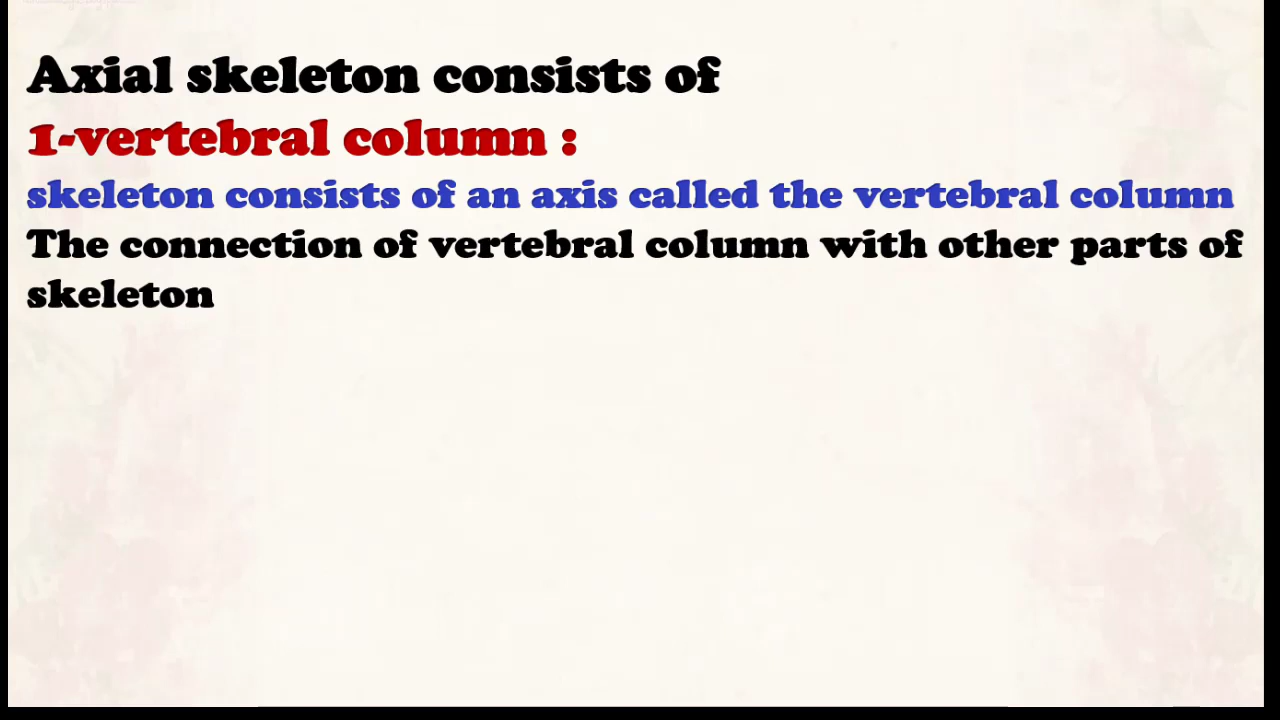 Axial skeleton consists of
1-vertebral column :
skeleton consists of an axis called the vertebral column
The connection of vertebral column with other parts of
skeleton